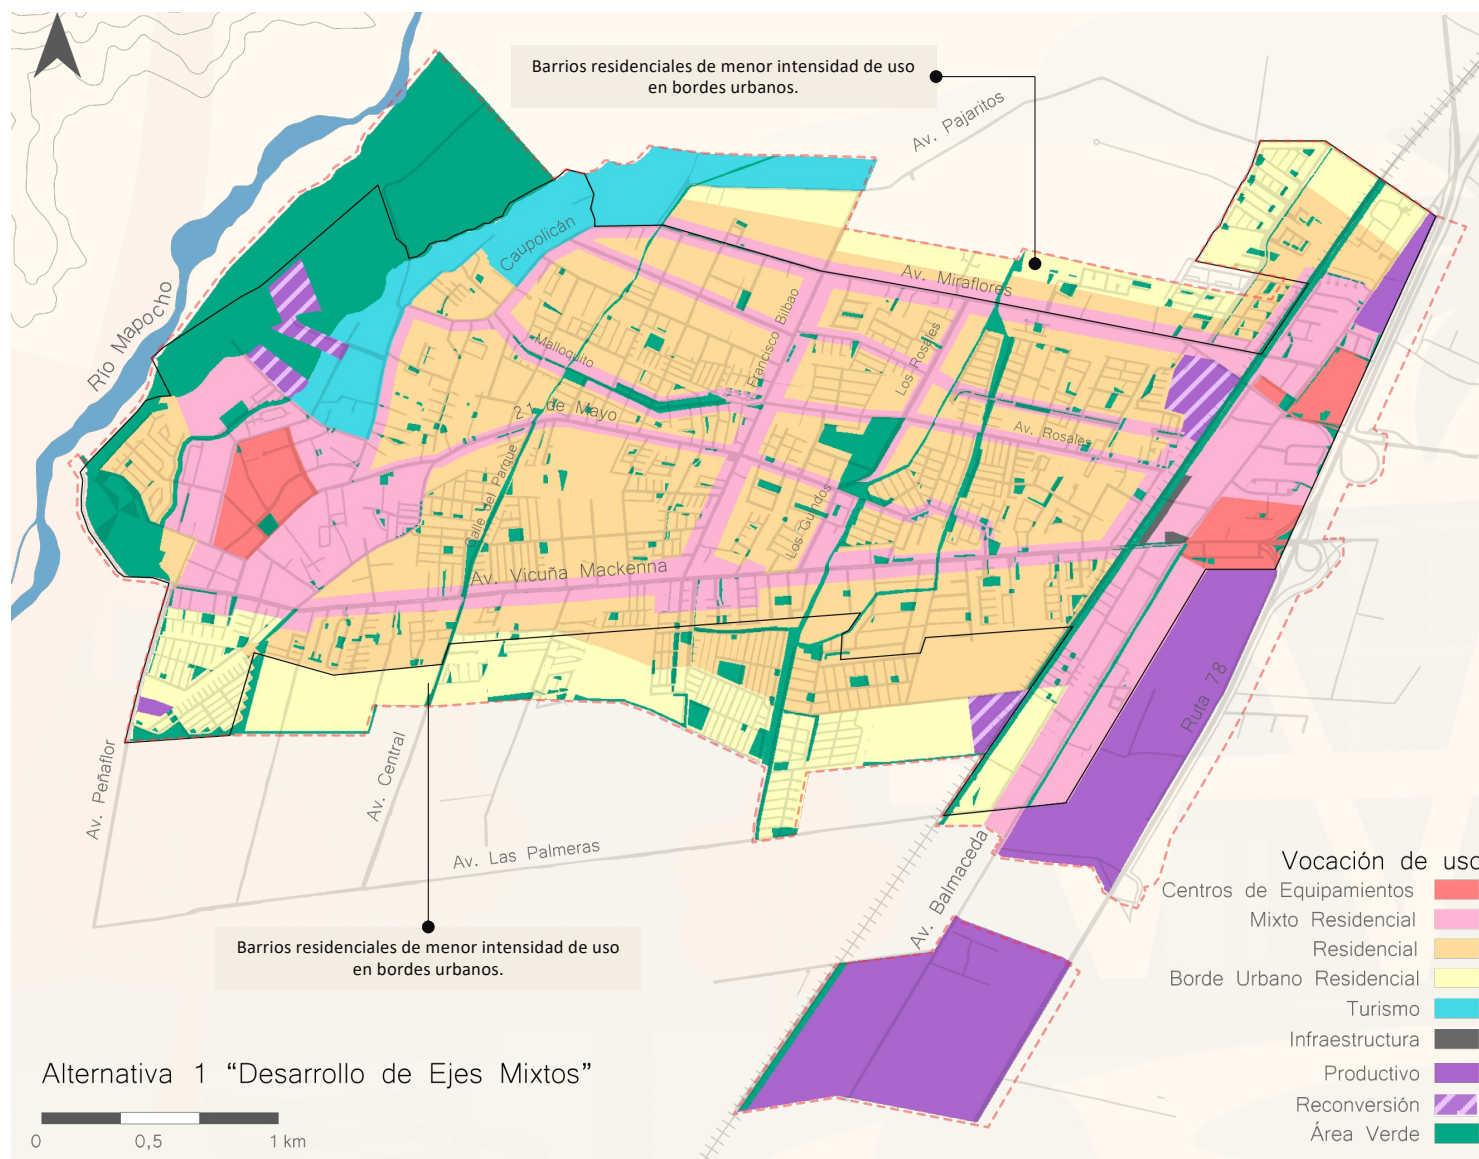 Barrios residenciales de menor intensidad de uso
en bordes urbanos.
Av. Pajaritos
Caupolicán
Av. Miraflores
Río Mapocho
Francisco Bilbao
Malloquito
Los Rosales
21 de Mayo
Av. Rosales
Calle del Parque
Los Guindos
Av. Vicuña Mackenna
Ruta 78
Av. Peñaflor
Av. Central
Av. Las Palmeras
Av. Balmaceda
Barrios residenciales de menor intensidad de uso
en bordes urbanos.
Vocación de uso
Centros de Equipamientos
Mixto Residencial
Residencial
Borde Urbano Residencial
Turismo
Infraestructura
Productivo
Reconversión
Área Verde
Alternativa 1 “Desarrollo de Ejes Mixtos”
0 0,5 1 km